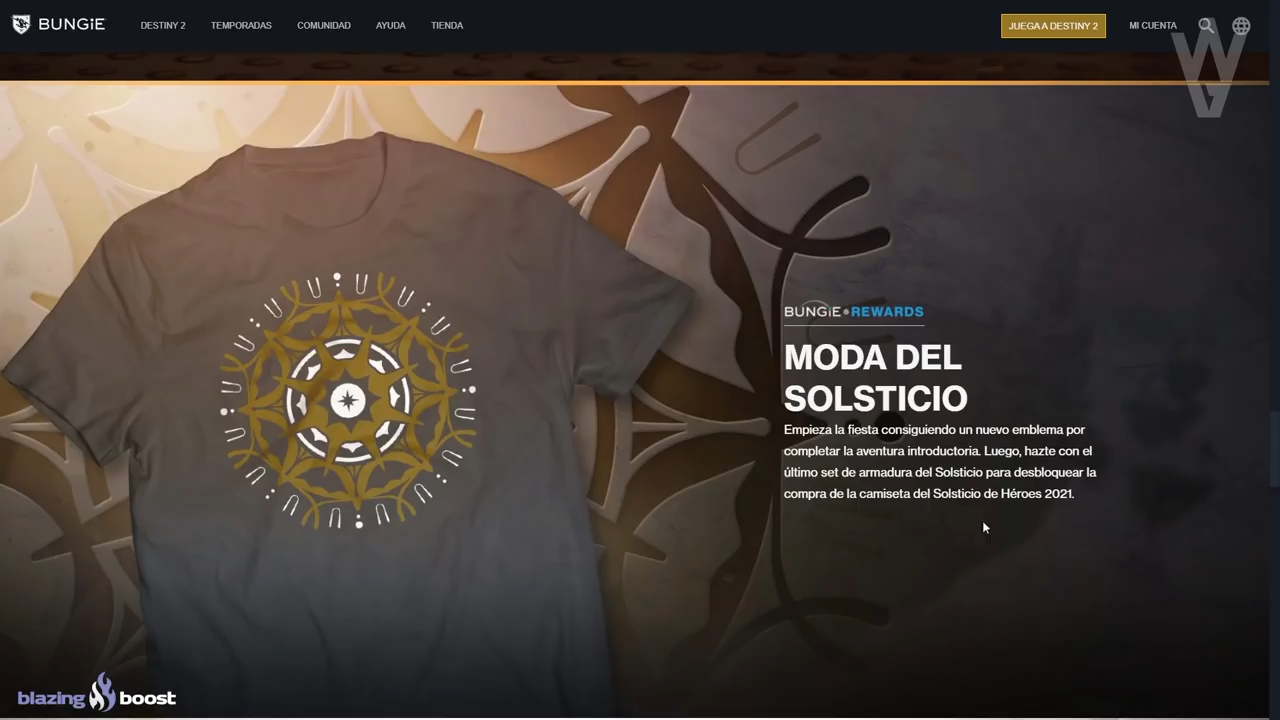 BUNGiE
DESTINY 2 TEMPORADAS COMUNIDAD AYUDA TIENDA JUEGA A DESTINY 2 MI CUENTA
BUNGiE•REWARDS
MODA DEL
SOLSTICIO
Empieza la fiesta consiguiendo un nuevo emblema por
completar la aventura introductoria. Luego, hazte con el
último set de armadura del Solsticio para desbloquear la
compra de la camiseta del Solsticio de Héroes 2021.
blazing boost